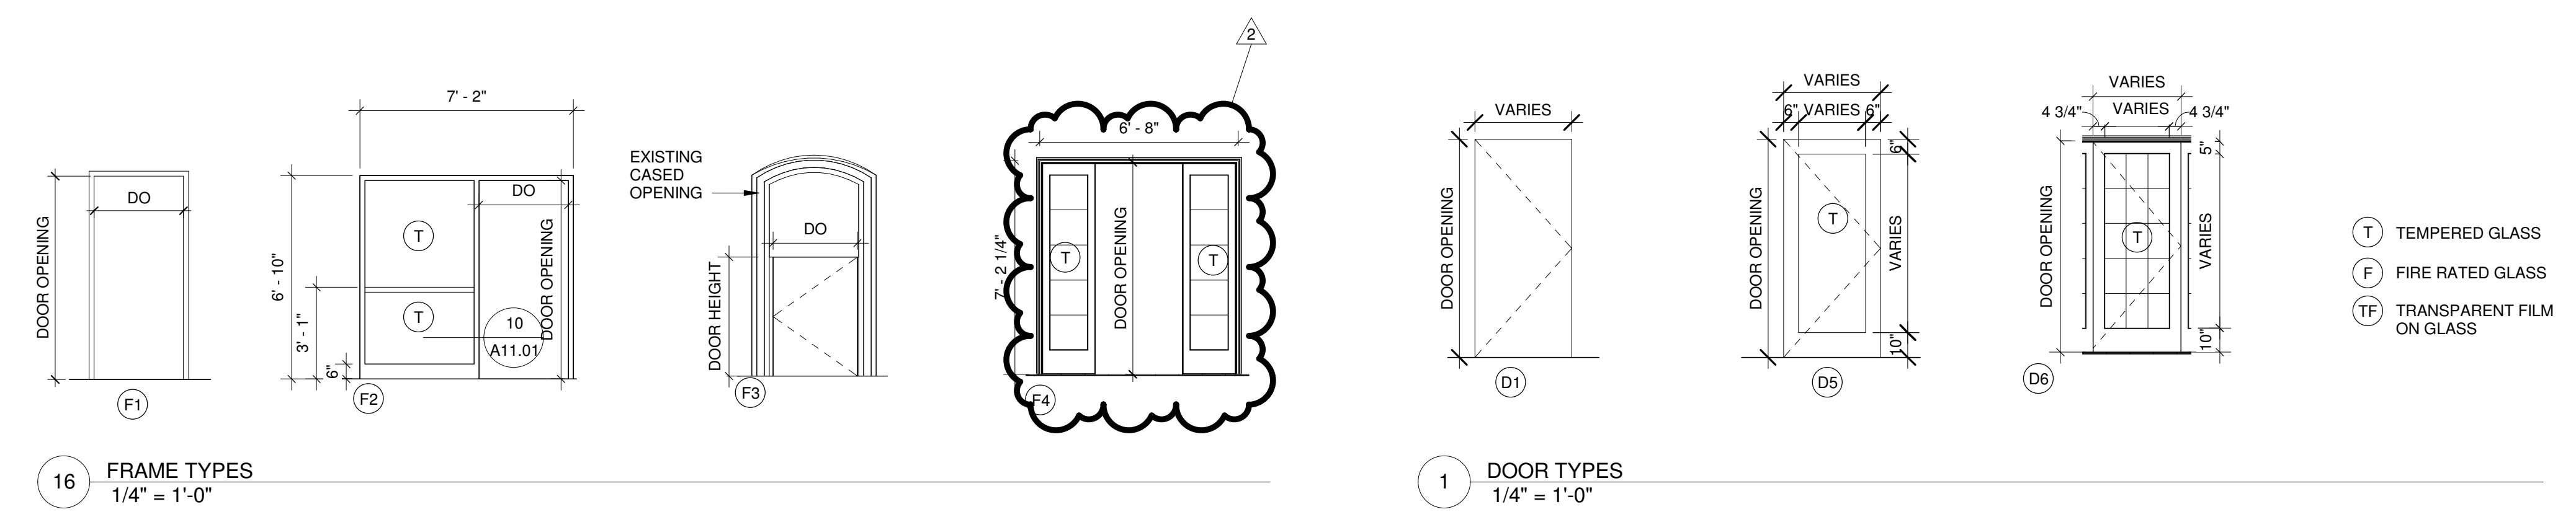 DOOR OPENING
DO
F1
7' - 2"
6' - 10"
3' - 1"
6"
T
T
DO
DOOR OPENING
10
A11.01
F2
EXISTING
CASED
OPENING
DO
DOOR HEIGHT
F3
2
6' - 8"
7' - 2 1/4"
T
DOOR OPENING
T
F4
16
FRAME TYPES
1/4" = 1'-0"
VARIES
DOOR OPENING
D1
VARIES
6" VARIES 6"
6"
DOOR OPENING
T
VARIES
10"
D5
VARIES
4 3/4" VARIES 4 3/4"
5"
DOOR OPENING
T
VARIES
10"
D6
1
DOOR TYPES
1/4" = 1'-0"
T TEMPERED GLASS
F FIRE RATED GLASS
TF TRANSPARENT FILM
ON GLASS